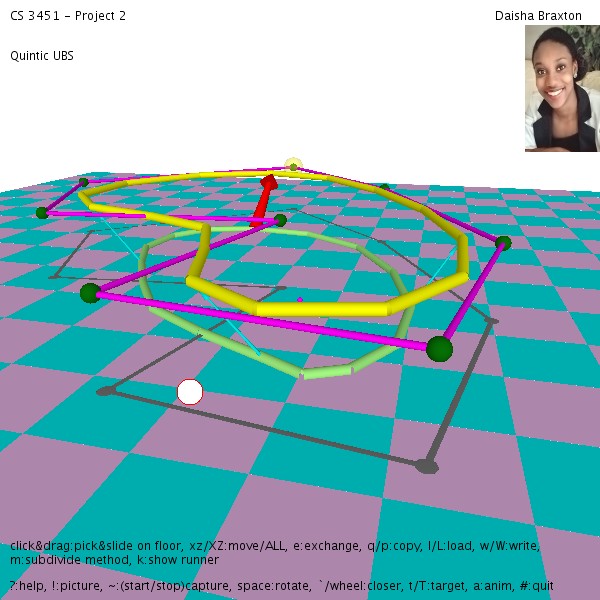 CS 3451 - Project 2
Daisha Braxton
Quintic UBS
click&drag:pick&slide on floor, xz/XZ:move/ALL, e:exchange, q/p:copy, l/L:load, w/W:write,
m:subdivide method, k:show runner
?:help, !:picture, ~:(start/stop)capture, space:rotate, `/wheel:closer, t/T:target, a:anim, #:quit